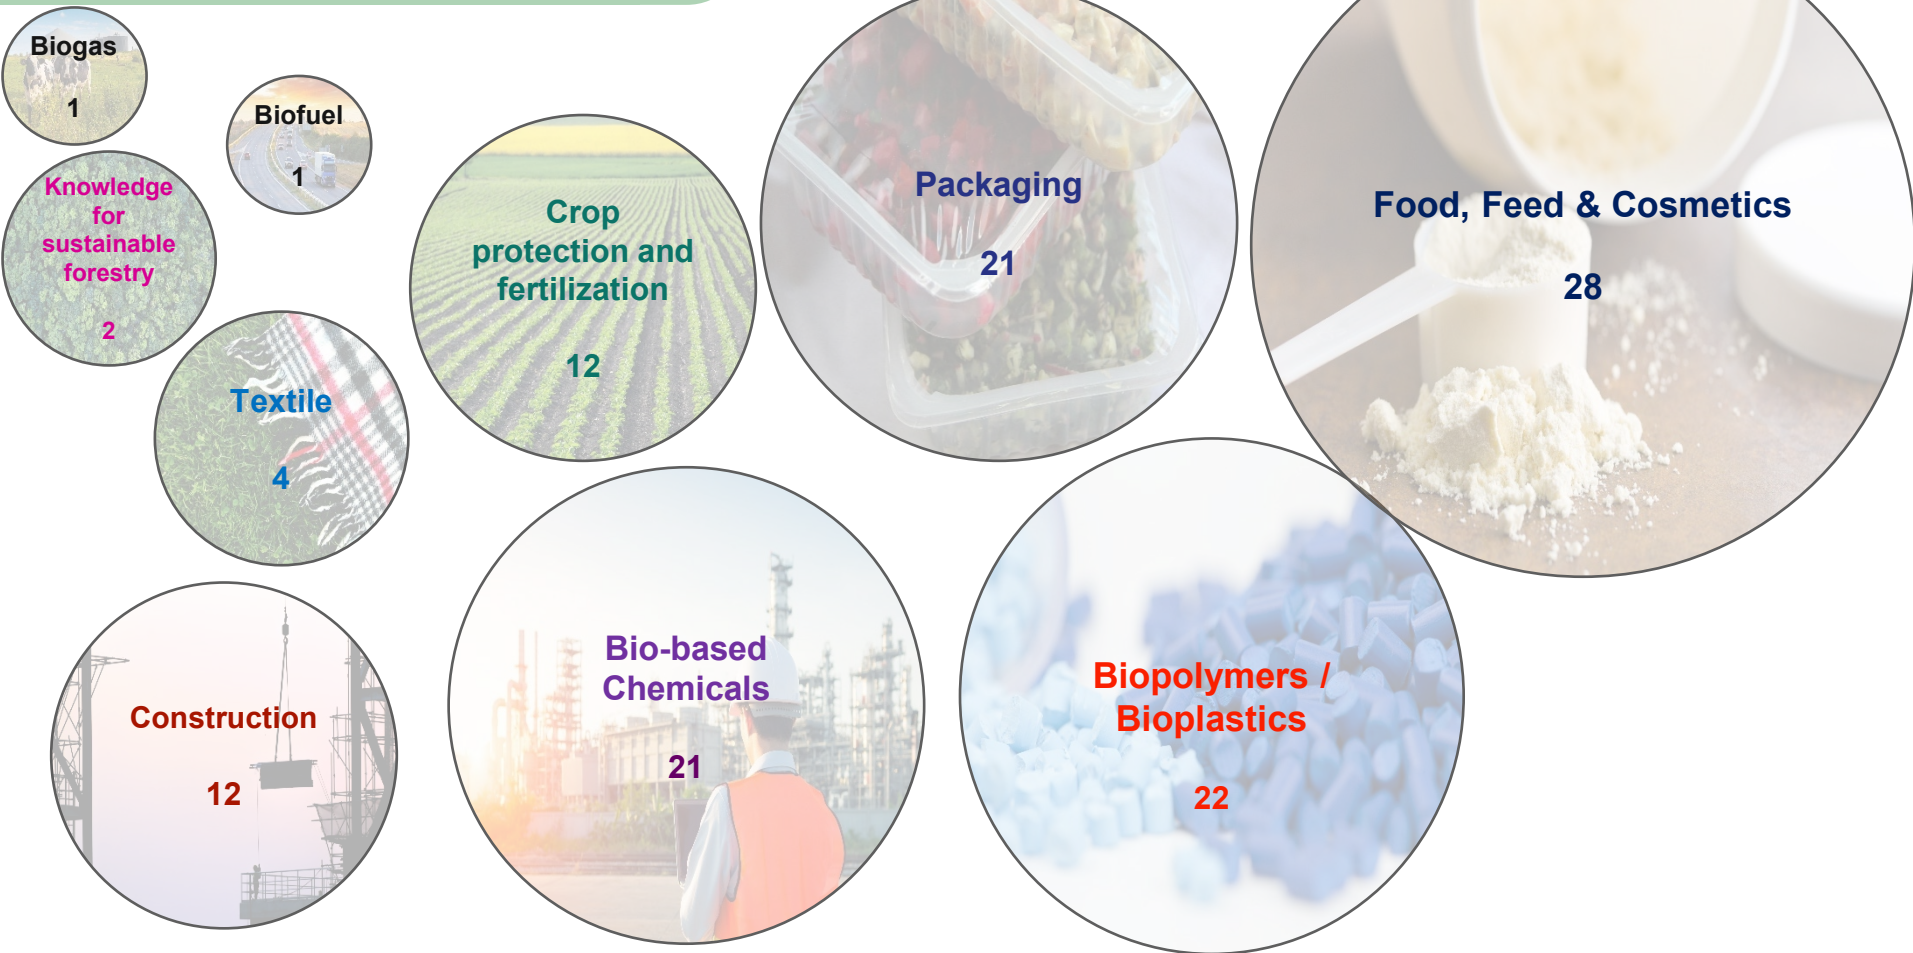 Biogas
1
Biofuel
1
Knowledge
for
sustainable
forestry
2
Textile
4
Crop
protection and
fertilization
12
Packaging
21
Food, Feed & Cosmetics
28
Construction
12
Bio-based
Chemicals
21
Biopolymers /
Bioplastics
22